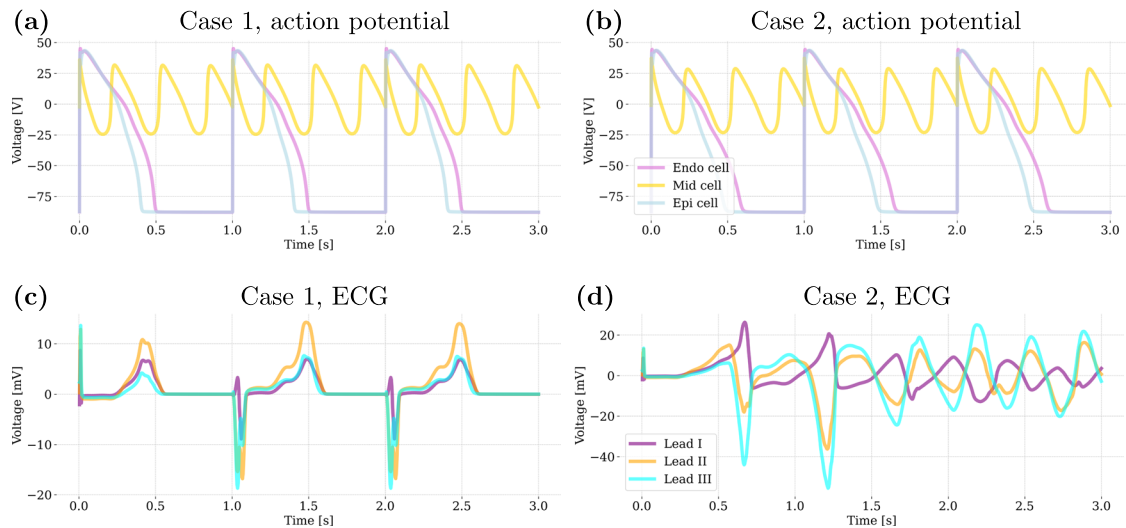 (a) Case 1, action potential
50
25
0
−25
−50
−75
Voltage [V]
0.0 0.5 1.0 1.5 2.0 2.5 3.0
Time [s]
(b) Case 2, action potential
50
25
0
−25
−50
−75
Voltage [V]
Endo cell
Mid cell
Epi cell
0.0 0.5 1.0 1.5 2.0 2.5 3.0
Time [s]
(c) Case 1, ECG
10
0
−10
−20
Voltage [mV]
0.0 0.5 1.0 1.5 2.0 2.5 3.0
Time [s]
(d) Case 2, ECG
20
0
−20
−40
Voltage [mV]
Lead I
Lead II
Lead III
0.0 0.5 1.0 1.5 2.0 2.5 3.0
Time [s]